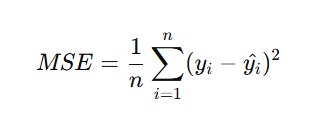 MSE = \frac{1}{n} \sum_{i=1}^{n} (y_i - \hat{y}_i)^2